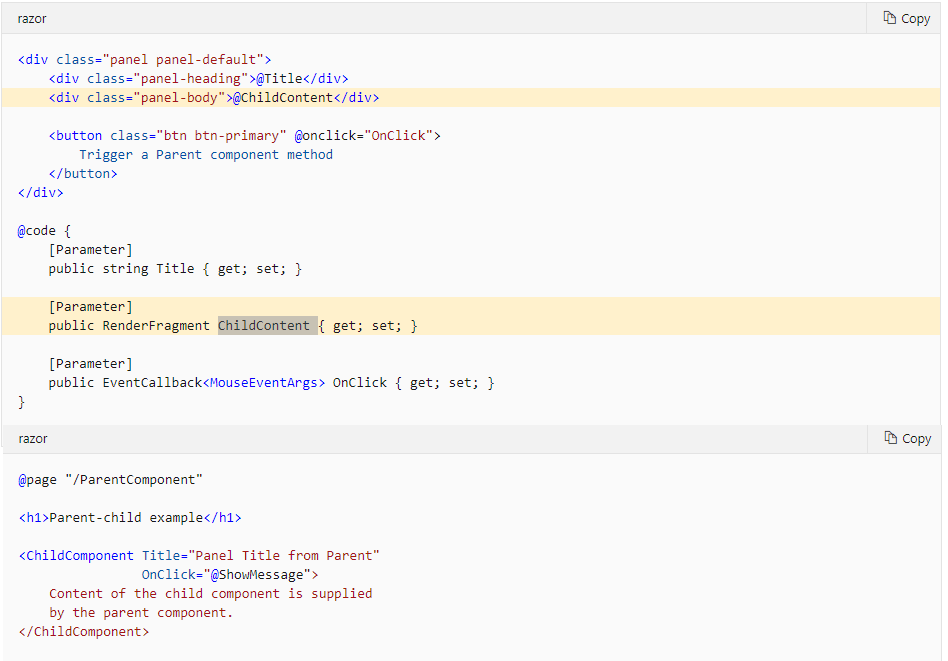 razor
Copy
<div class="panel panel-default">
    <div class="panel-heading">@Title</div>
    <div class="panel-body">@ChildContent</div>

    <button class="btn btn-primary" @onclick="OnClick">
        Trigger a Parent component method
    </button>
</div>

@code {
    [Parameter]
    public string Title { get; set; }

    [Parameter]
    public RenderFragment ChildContent { get; set; }

    [Parameter]
    public EventCallback<MouseEventArgs> OnClick { get; set; }
}
razor
Copy
@page "/ParentComponent"

<h1>Parent-child example</h1>

<ChildComponent Title="Panel Title from Parent"
                OnClick="@ShowMessage">
    Content of the child component is supplied
    by the parent component.
</ChildComponent>